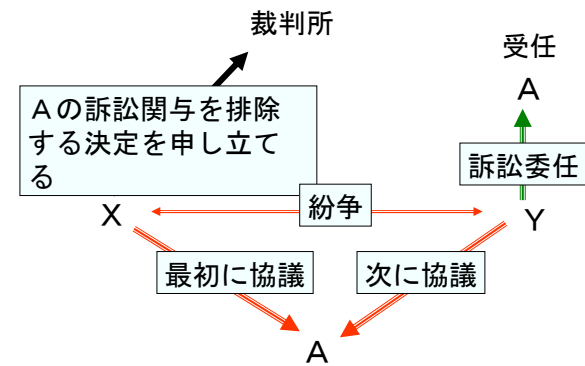 裁判所
受任
A
Aの訴訟関与を排除
する決定を申し立て
る
訴訟委任
紛争
X
Y
最初に協議
次に協議
A